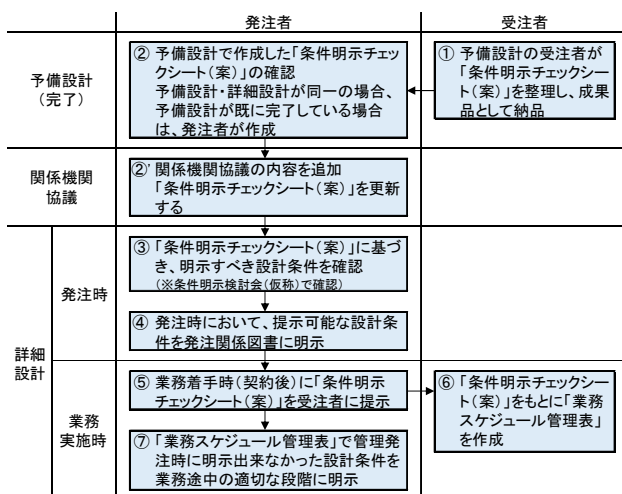 発注者
受注者
予備設計
(完了)
② 予備設計で作成した「条件明示チェッ
クシート(案)」の確認
予備設計・詳細設計が同一の場合、
予備設計が既に完了している場合
は、発注者が作成
① 予備設計の受注者が
「条件明示チェックシー
ト(案)」を整理し、成果
品として納品
関係機関
協議
②’関係機関協議の内容を追加
「条件明示チェックシート(案)」を更新
する
詳細
設計
発注時
③ 「条件明示チェックシート(案)」に基づ
き、明示すべき設計条件を確認
(※条件明示検討会(仮称)で確認)
④ 発注時において、提示可能な設計条
件を発注関係図書に明示
業務
実施時
⑤ 業務着手時(契約後)に「条件明示
チェックシート(案)」を受注者に提示
⑥ 「条件明示チェックシー
ト(案)」をもとに「業務
スケジュール管理表」
を作成
⑦ 「業務スケジュール管理表」で管理発
注時に明示出来なかった設計条件を
業務途中の適切な段階に明示